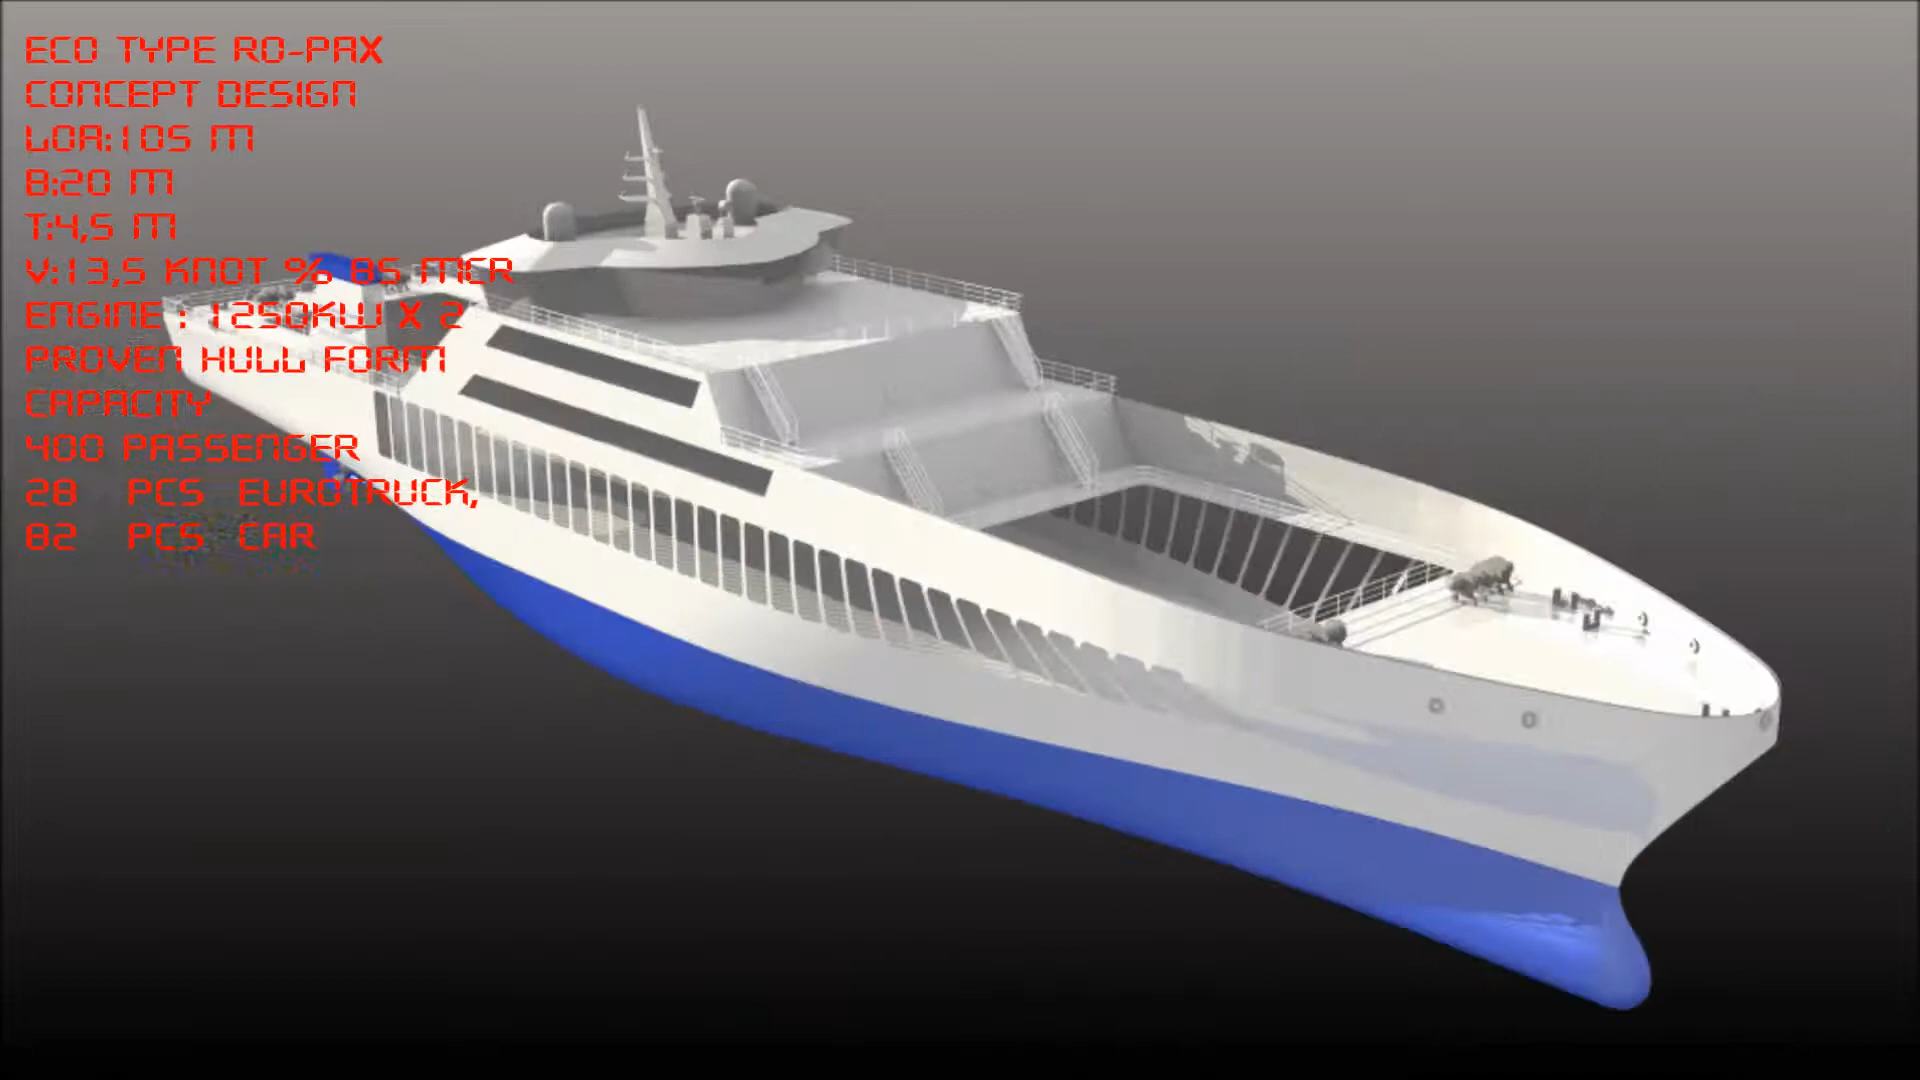 ECO TYPE RO-PAX
CONCEPT DESIGN
LOA:105 M
B:20 M
T:4,5 M
V:13,5 KNOT % 85 MCR
ENGINE : 1250KW X 2
PROVEN HULL FORM
CAPACITY
400 PASSENGER
28 PCS EUROTRUCK,
82 PCS CAR